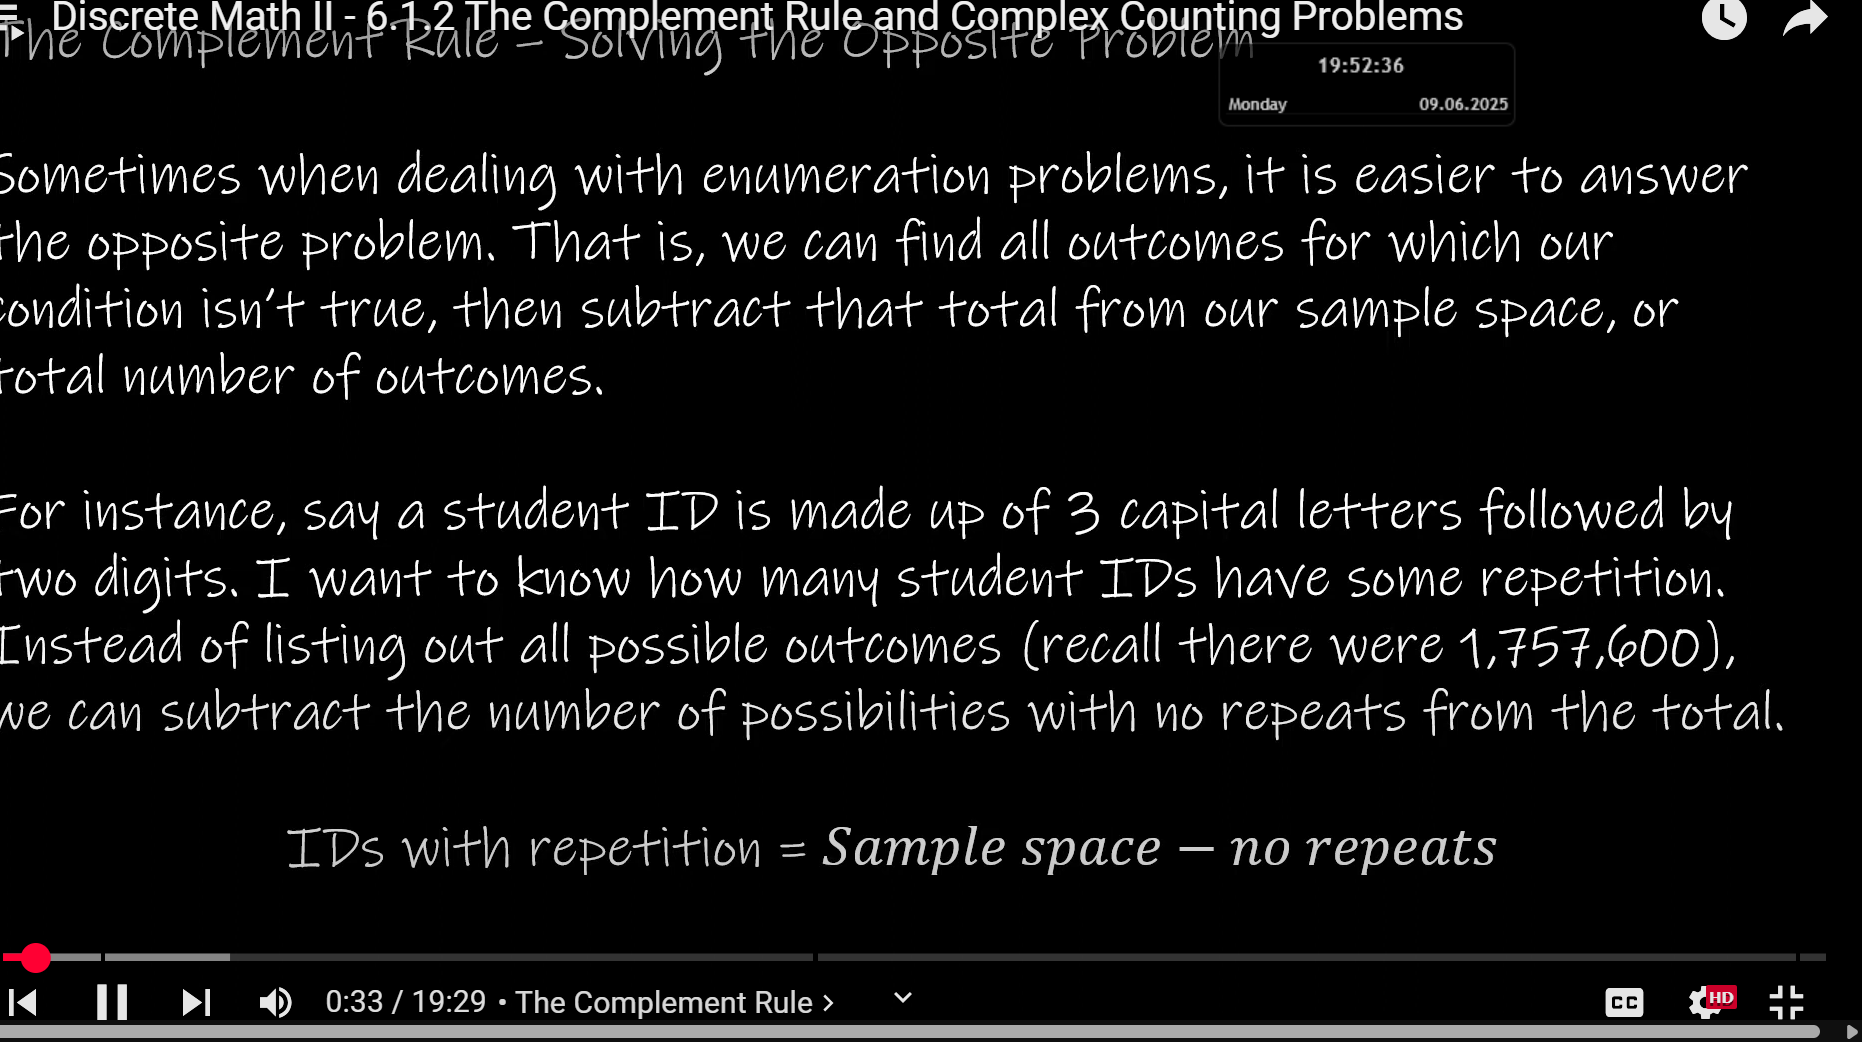 Discrete Math II - 6.1.2 The Complement Rule and Complex Counting Problems
The Complement Rule – Solving the Opposite Problem
19:52:36
Monday 09.06.2025
Sometimes when dealing with enumeration problems, it is easier to answer
the opposite problem. That is, we can find all outcomes for which our
condition isn't true, then subtract that total from our sample space, or
total number of outcomes.
For instance, say a student ID is made up of 3 capital letters followed by
two digits. I want to know how many student IDs have some repetition.
Instead of listing out all possible outcomes (recall there were 1,757,600),
we can subtract the number of possibilities with no repeats from the total.
IDs with repetition = Sample space − no repeats
0:33 / 19:29 • The Complement Rule
CC HD